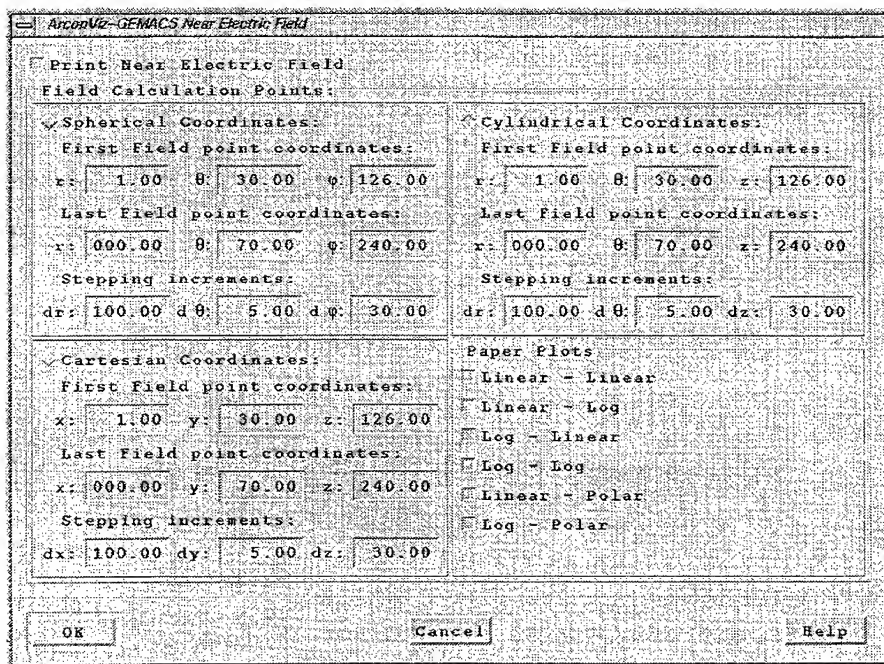 ArconViz-GEMACS Near Electric Field
Print Near Electric Field
Field Calculation Points:
Spherical Coordinates:
First Field point coordinates:
r: 1.00 θ: 30.00 φ: 126.00
Last Field point coordinates:
r: 000.00 θ: 70.00 φ: 240.00
Stepping increments:
dr: 100.00 d θ: 5.00 d φ: 30.00
Cylindrical Coordinates:
First Field point coordinates:
r: 1.00 θ: 30.00 z: 126.00
Last Field point coordinates:
r: 000.00 θ: 70.00 z: 240.00
Stepping increments:
dr: 100.00 d θ: 5.00 dz: 30.00
Cartesian Coordinates:
First Field point coordinates:
x: 1.00 y: 30.00 z: 126.00
Last Field point coordinates:
x: 000.00 y: 70.00 z: 240.00
Stepping increments:
dx: 100.00 dy: 5.00 dz: 30.00
Paper Plots
Linear - Linear
Linear - Log
Log - Linear
Log - Log
Linear - Polar
Log - Polar
OK
Cancel
Help